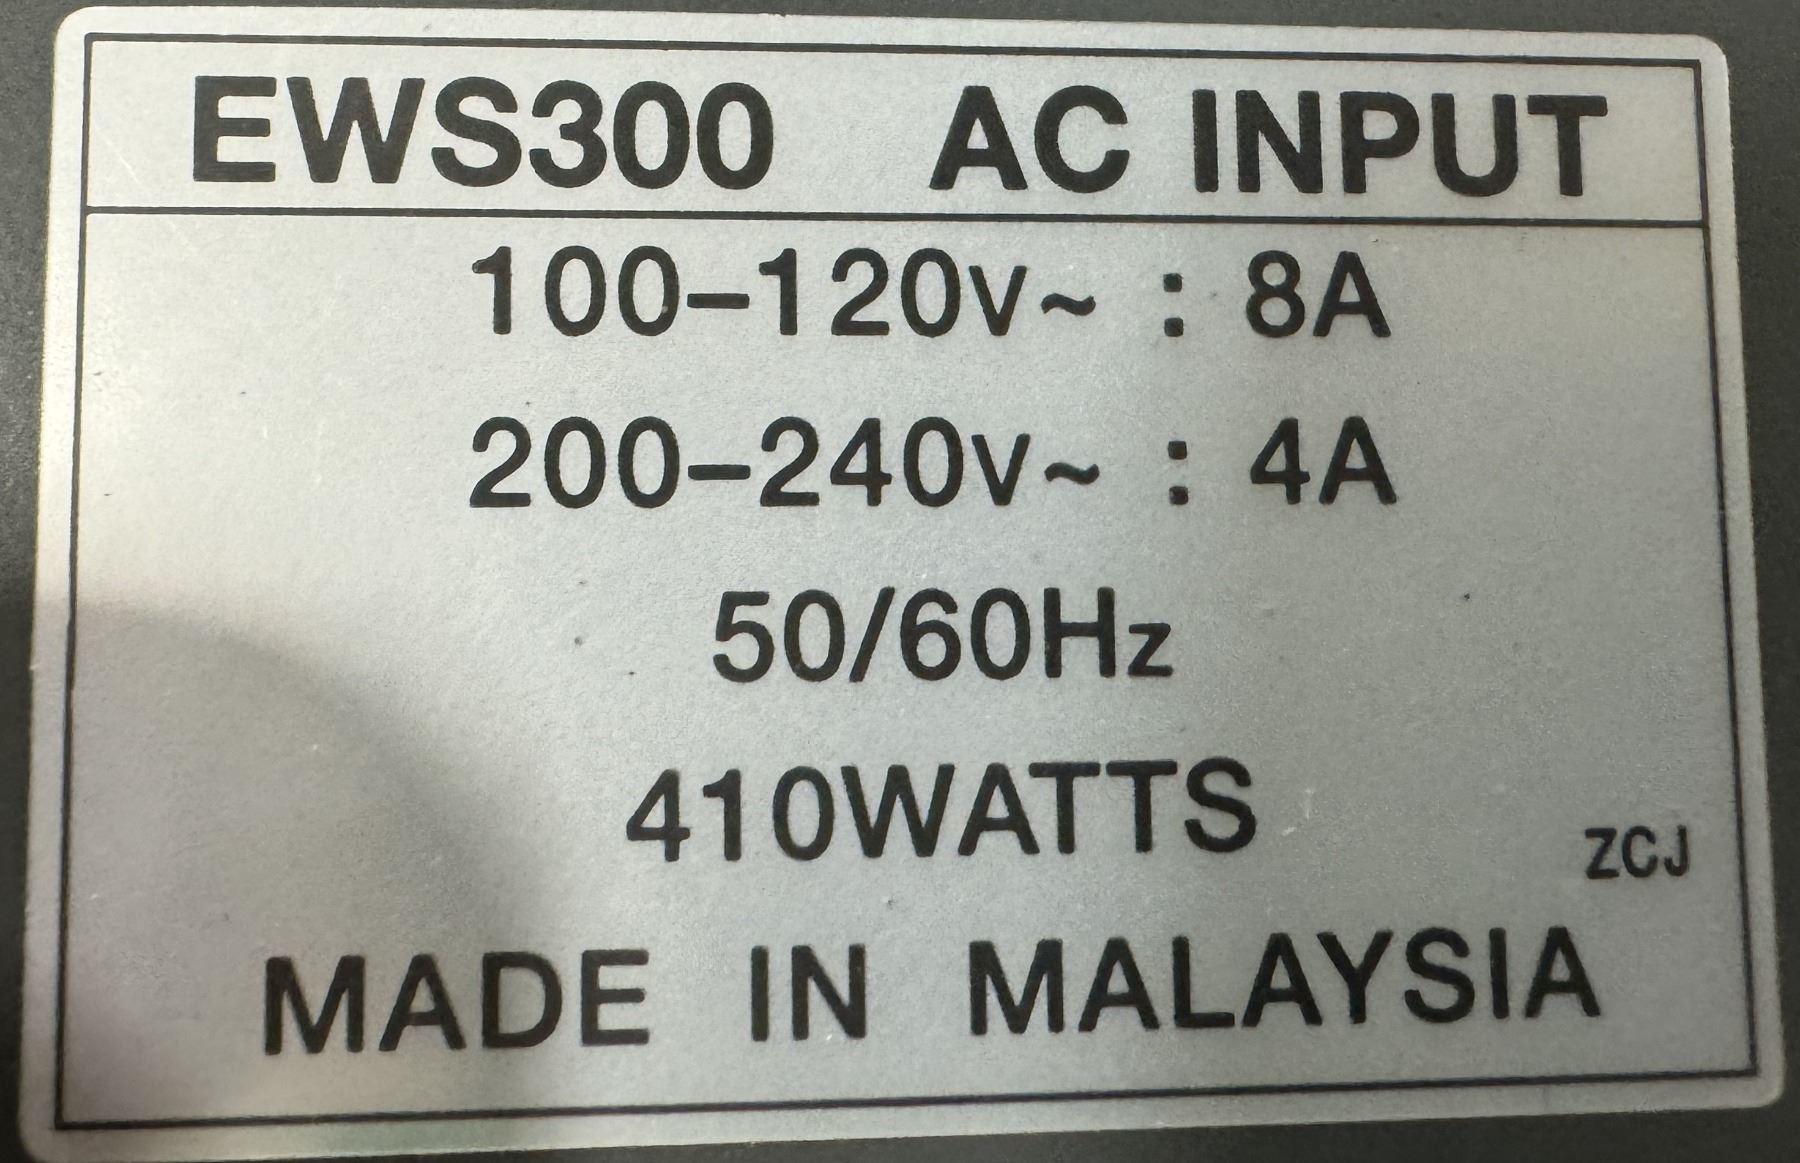 EWS300 AC INPUT
100–120V~ : 8A
200–240V~ : 4A
50/60Hz
410WATTS
ZCJ
MADE IN MALAYSIA